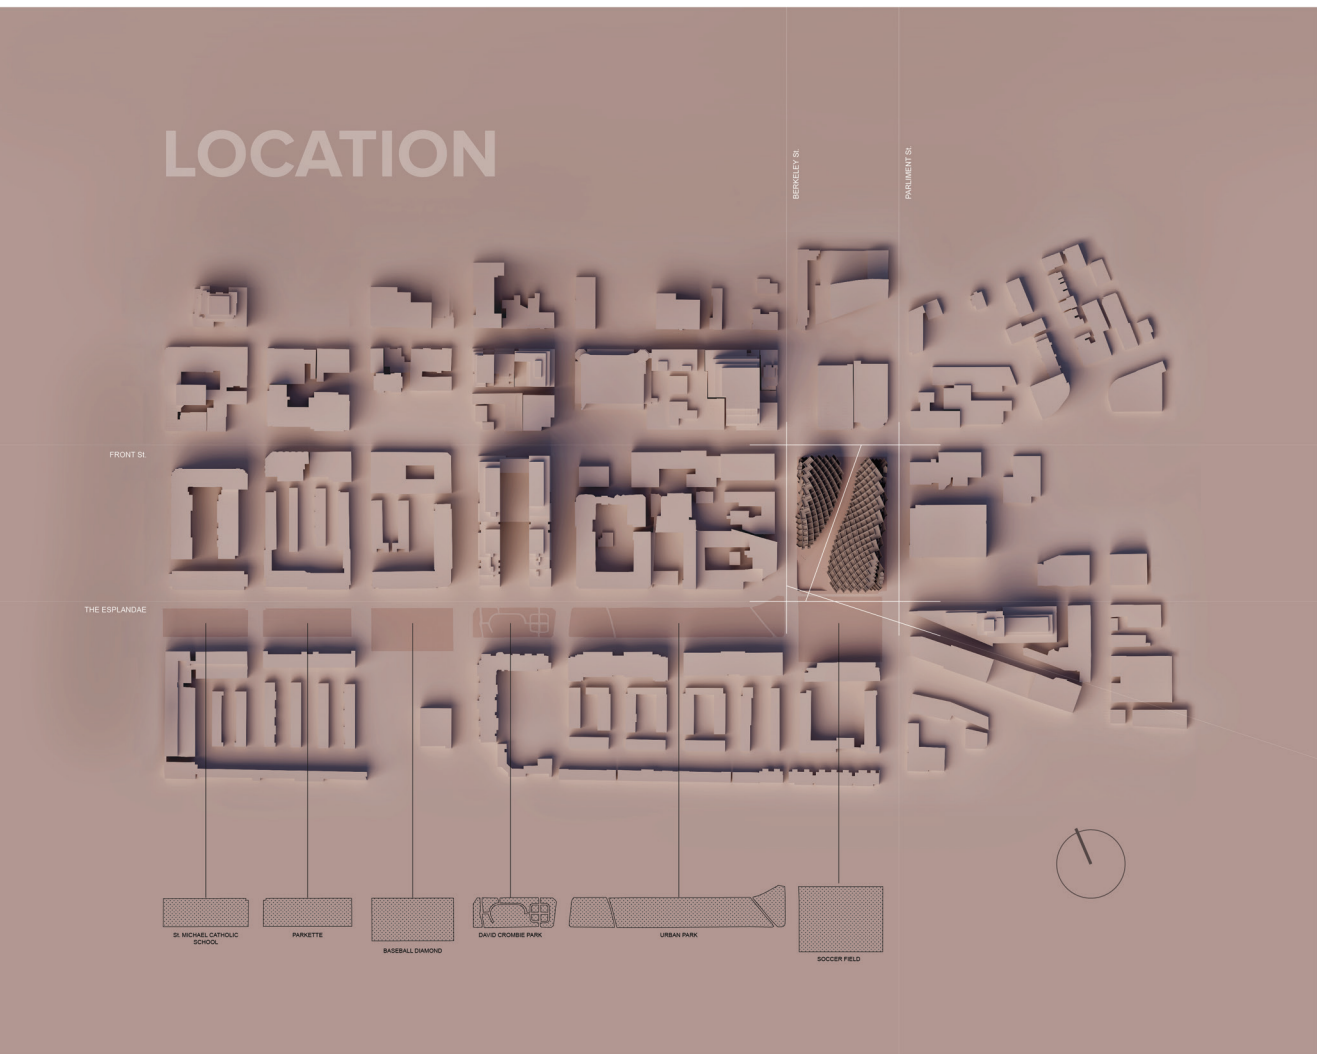 LOCATION
BERKELEY St.
PARLIMENT St.
FRONT St.
THE ESPLANDAE
St. MICHAEL CATHOLIC
SCHOOL
PARKETTE
BASEBALL DIAMOND
DAVID CROMBIE PARK
URBAN PARK
SOCCER FIELD